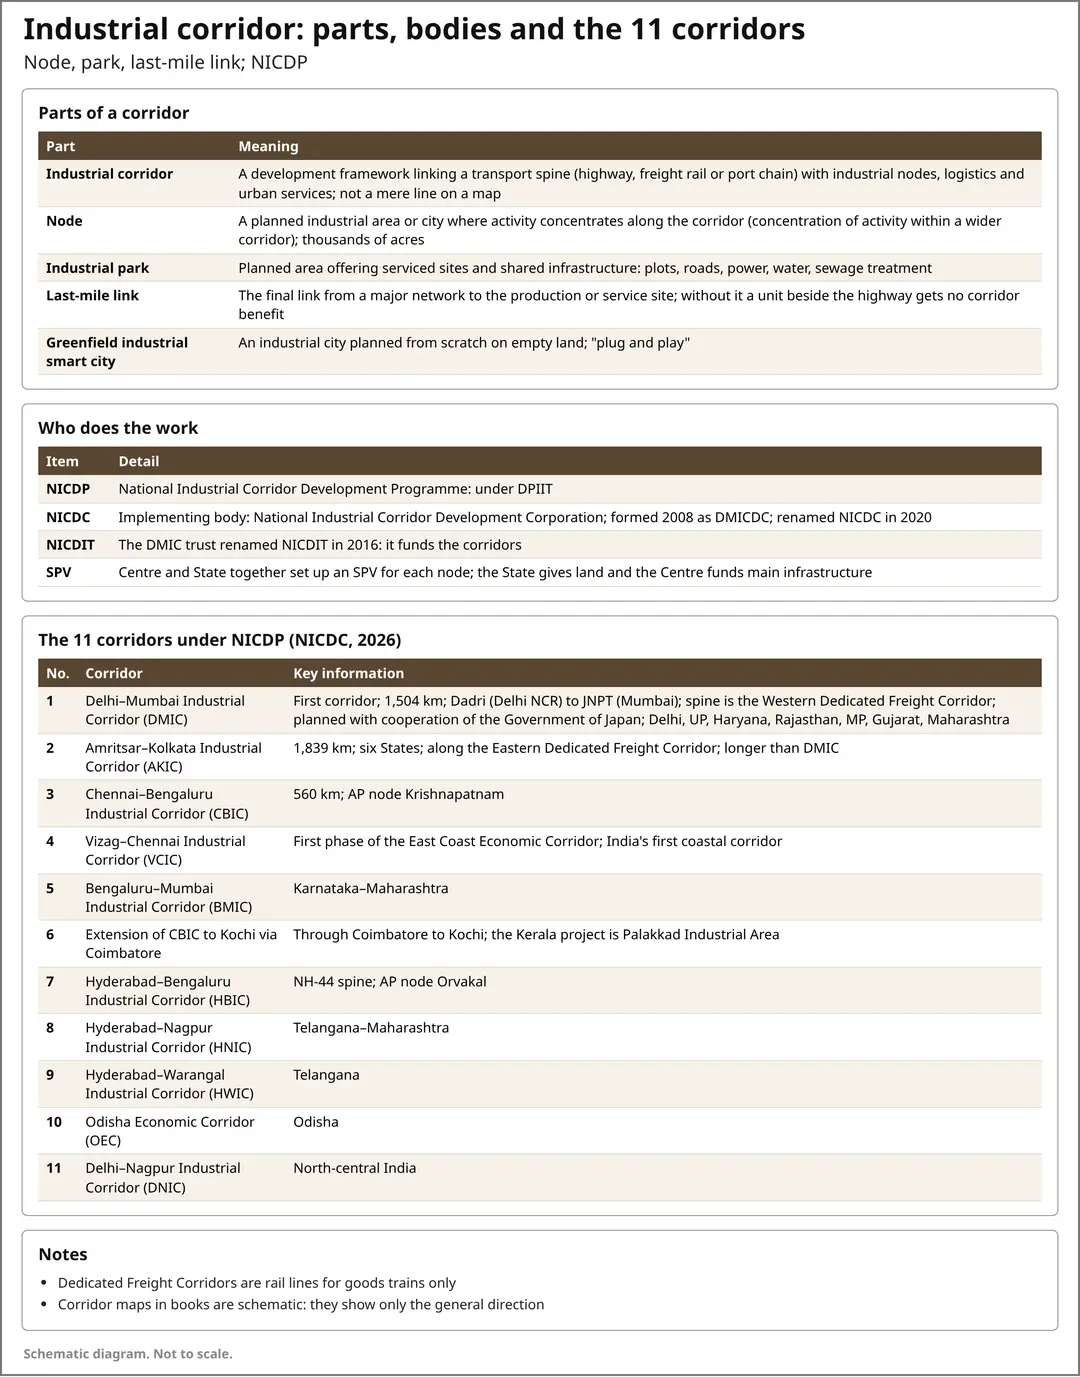 Industrial corridor: parts, bodies and the 11 corridors
Node, park, last-mile link; NICDP
Parts of a corridor
Part Meaning
Industrial corridor A development framework linking a transport spine (highway, freight rail or port chain) with industrial nodes, logistics and
urban services; not a mere line on a map
Node A planned industrial area or city where activity concentrates along the corridor (concentration of activity within a wider
corridor); thousands of acres
Industrial park Planned area offering serviced sites and shared infrastructure: plots, roads, power, water, sewage treatment
Last-mile link The final link from a major network to the production or service site; without it a unit beside the highway gets no corridor
benefit
Greenfield industrial An industrial city planned from scratch on empty land; "plug and play"
smart city
Who does the work
Item Detail
NICDP National Industrial Corridor Development Programme: under DPIIT
NICDC Implementing body: National Industrial Corridor Development Corporation; formed 2008 as DMICDC; renamed NICDC in 2020
NICDIT The DMIC trust renamed NICDIT in 2016: it funds the corridors
SPV Centre and State together set up an SPV for each node; the State gives land and the Centre funds main infrastructure
The 11 corridors under NICDP (NICDC, 2026)
No. Corridor Key information
1 Delhi–Mumbai Industrial First corridor; 1,504 km; Dadri (Delhi NCR) to JNPT (Mumbai); spine is the Western Dedicated Freight Corridor;
Corridor (DMIC) planned with cooperation of the Government of Japan; Delhi, UP, Haryana, Rajasthan, MP, Gujarat, Maharashtra
2 Amritsar–Kolkata Industrial 1,839 km; six States; along the Eastern Dedicated Freight Corridor; longer than DMIC
Corridor (AKIC)
3 Chennai–Bengaluru 560 km; AP node Krishnapatnam
Industrial Corridor (CBIC)
4 Vizag–Chennai Industrial First phase of the East Coast Economic Corridor; India's first coastal corridor
Corridor (VCIC)
5 Bengaluru–Mumbai Karnataka–Maharashtra
Industrial Corridor (BMIC)
6 Extension of CBIC to Kochi via Through Coimbatore to Kochi; the Kerala project is Palakkad Industrial Area
Coimbatore
7 Hyderabad–Bengaluru NH-44 spine; AP node Orvakal
Industrial Corridor (HBIC)
8 Hyderabad–Nagpur Telangana–Maharashtra
Industrial Corridor (HNIC)
9 Hyderabad–Warangal Telangana
Industrial Corridor (HWIC)
10 Odisha Economic Corridor Odisha
(OEC)
11 Delhi–Nagpur Industrial North-central India
Corridor (DNIC)
Notes
• Dedicated Freight Corridors are rail lines for goods trains only
• Corridor maps in books are schematic: they show only the general direction
Schematic diagram. Not to scale.